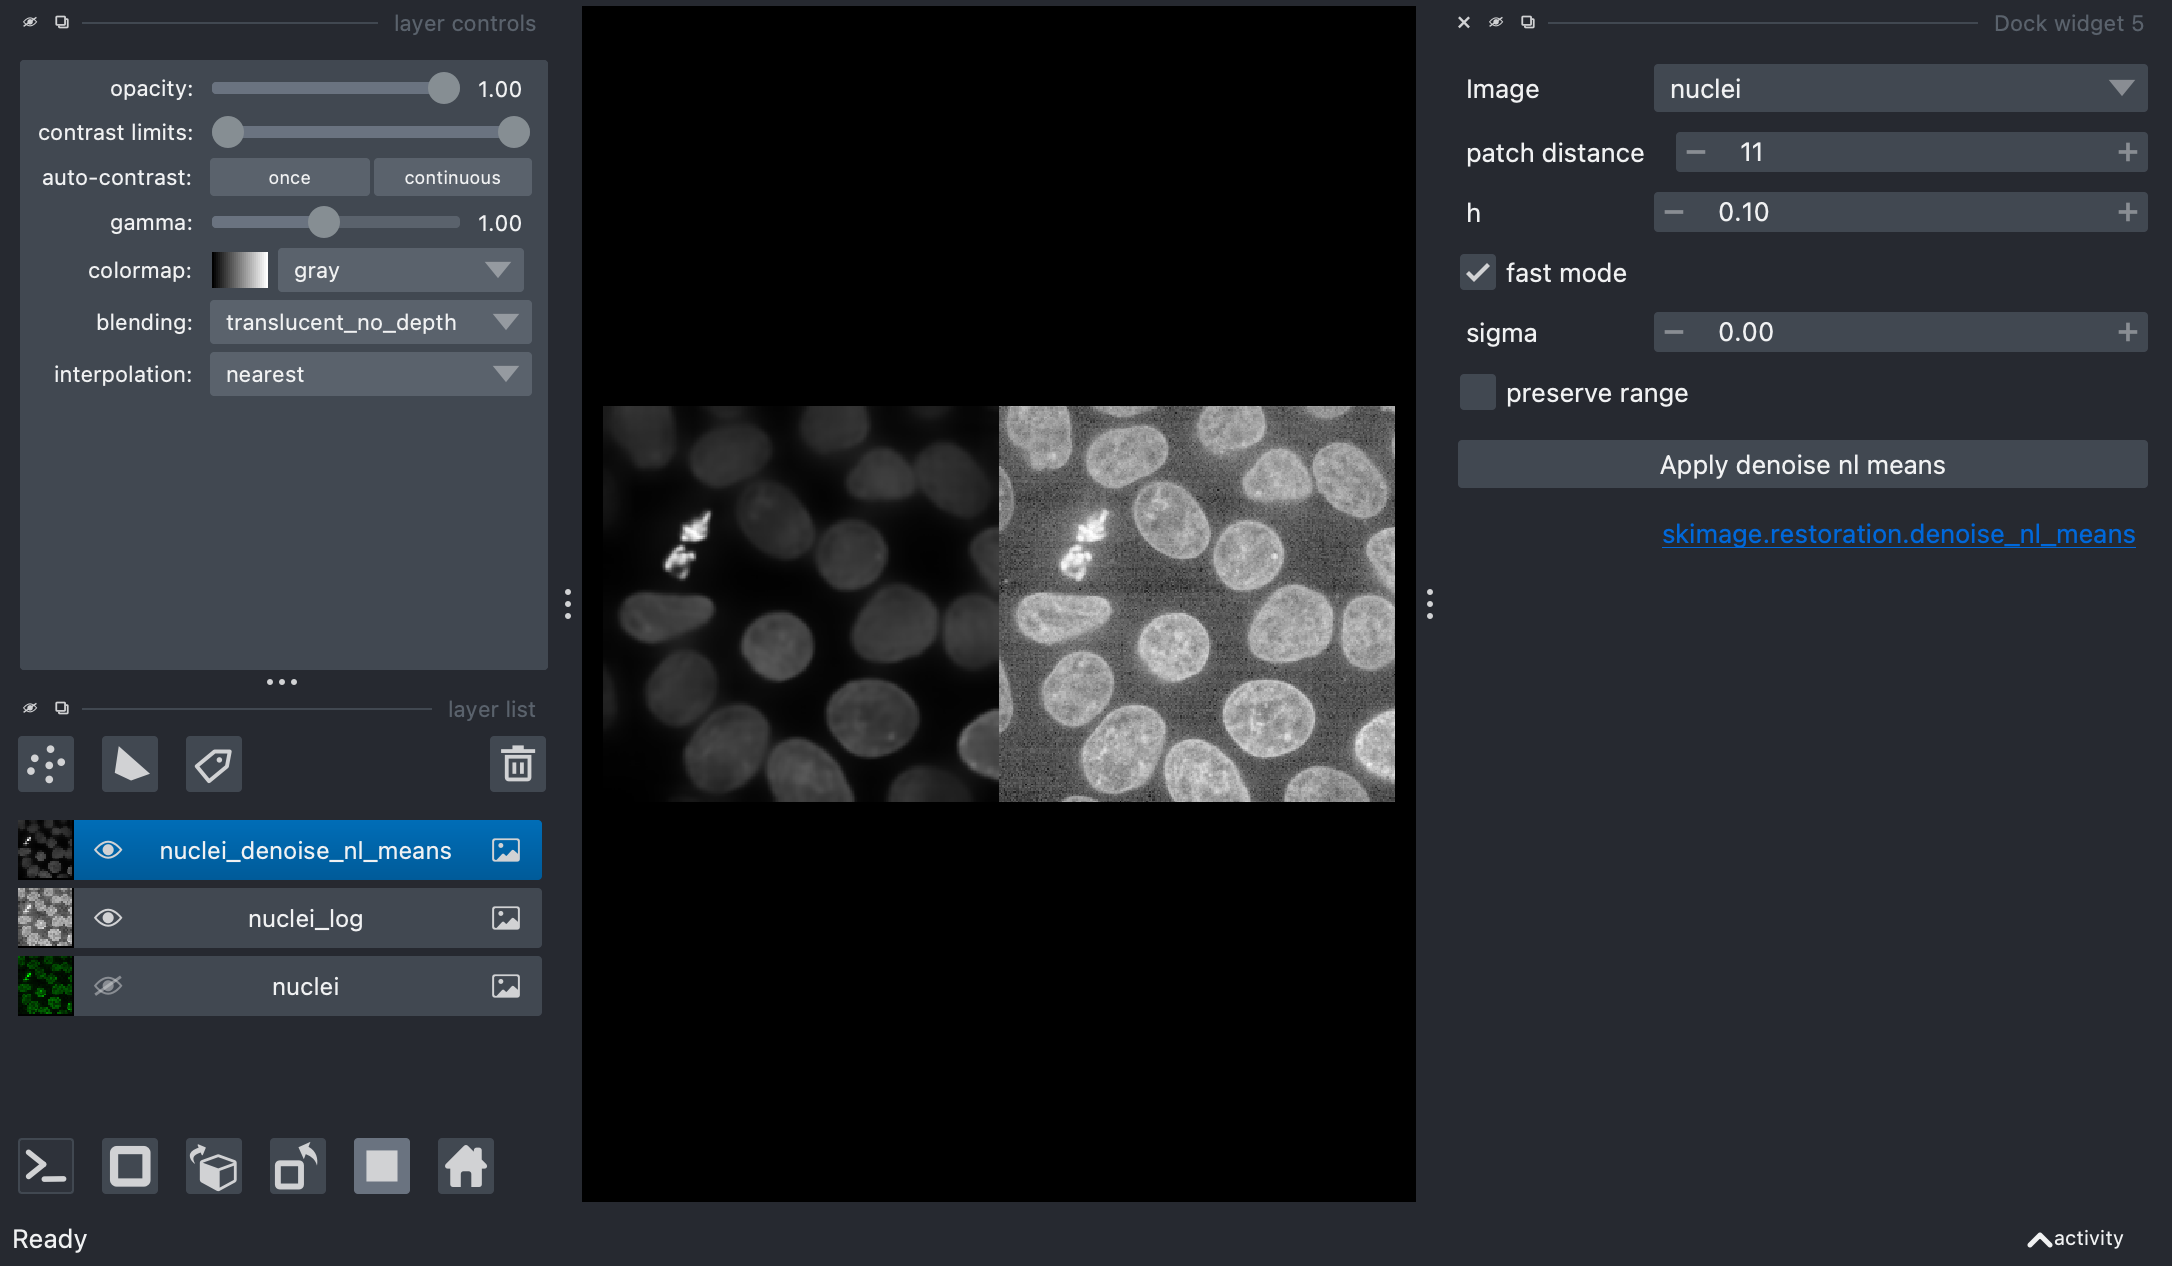 layer controls
opacity: 1.00
contrast limits:
auto-contrast: once continuous
gamma: 1.00
colormap: gray
blending: translucent_no_depth
interpolation: nearest
layer list
nuclei_denoise_nl_means
nuclei_log
nuclei
Ready
Dock widget 5
Image nuclei
patch distance 11
h 0.10
fast mode
sigma 0.00
preserve range
Apply denoise nl means
skimage.restoration.denoise_nl_means
activity